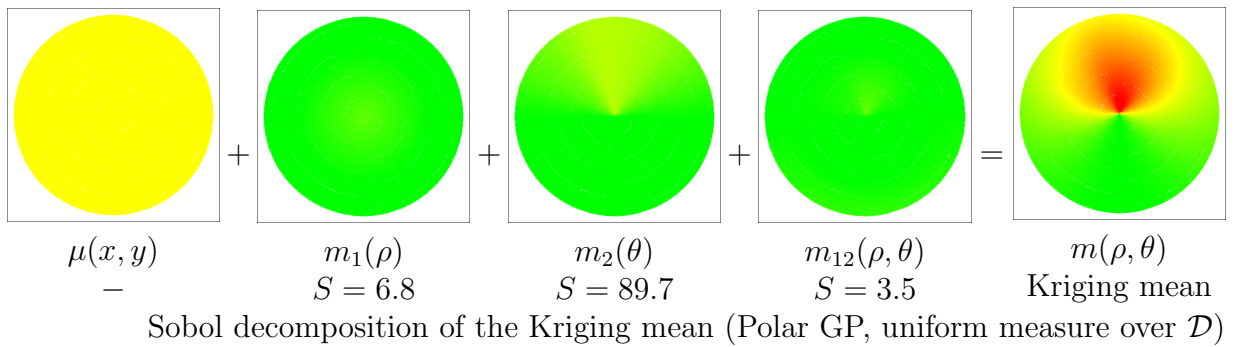 + + + =
μ(x, y) m₁(ρ) m₂(θ) m₁₂(ρ, θ) m(ρ, θ)
− S = 6.8 S = 89.7 S = 3.5 Kriging mean
Sobol decomposition of the Kriging mean (Polar GP, uniform measure over 𝒟)